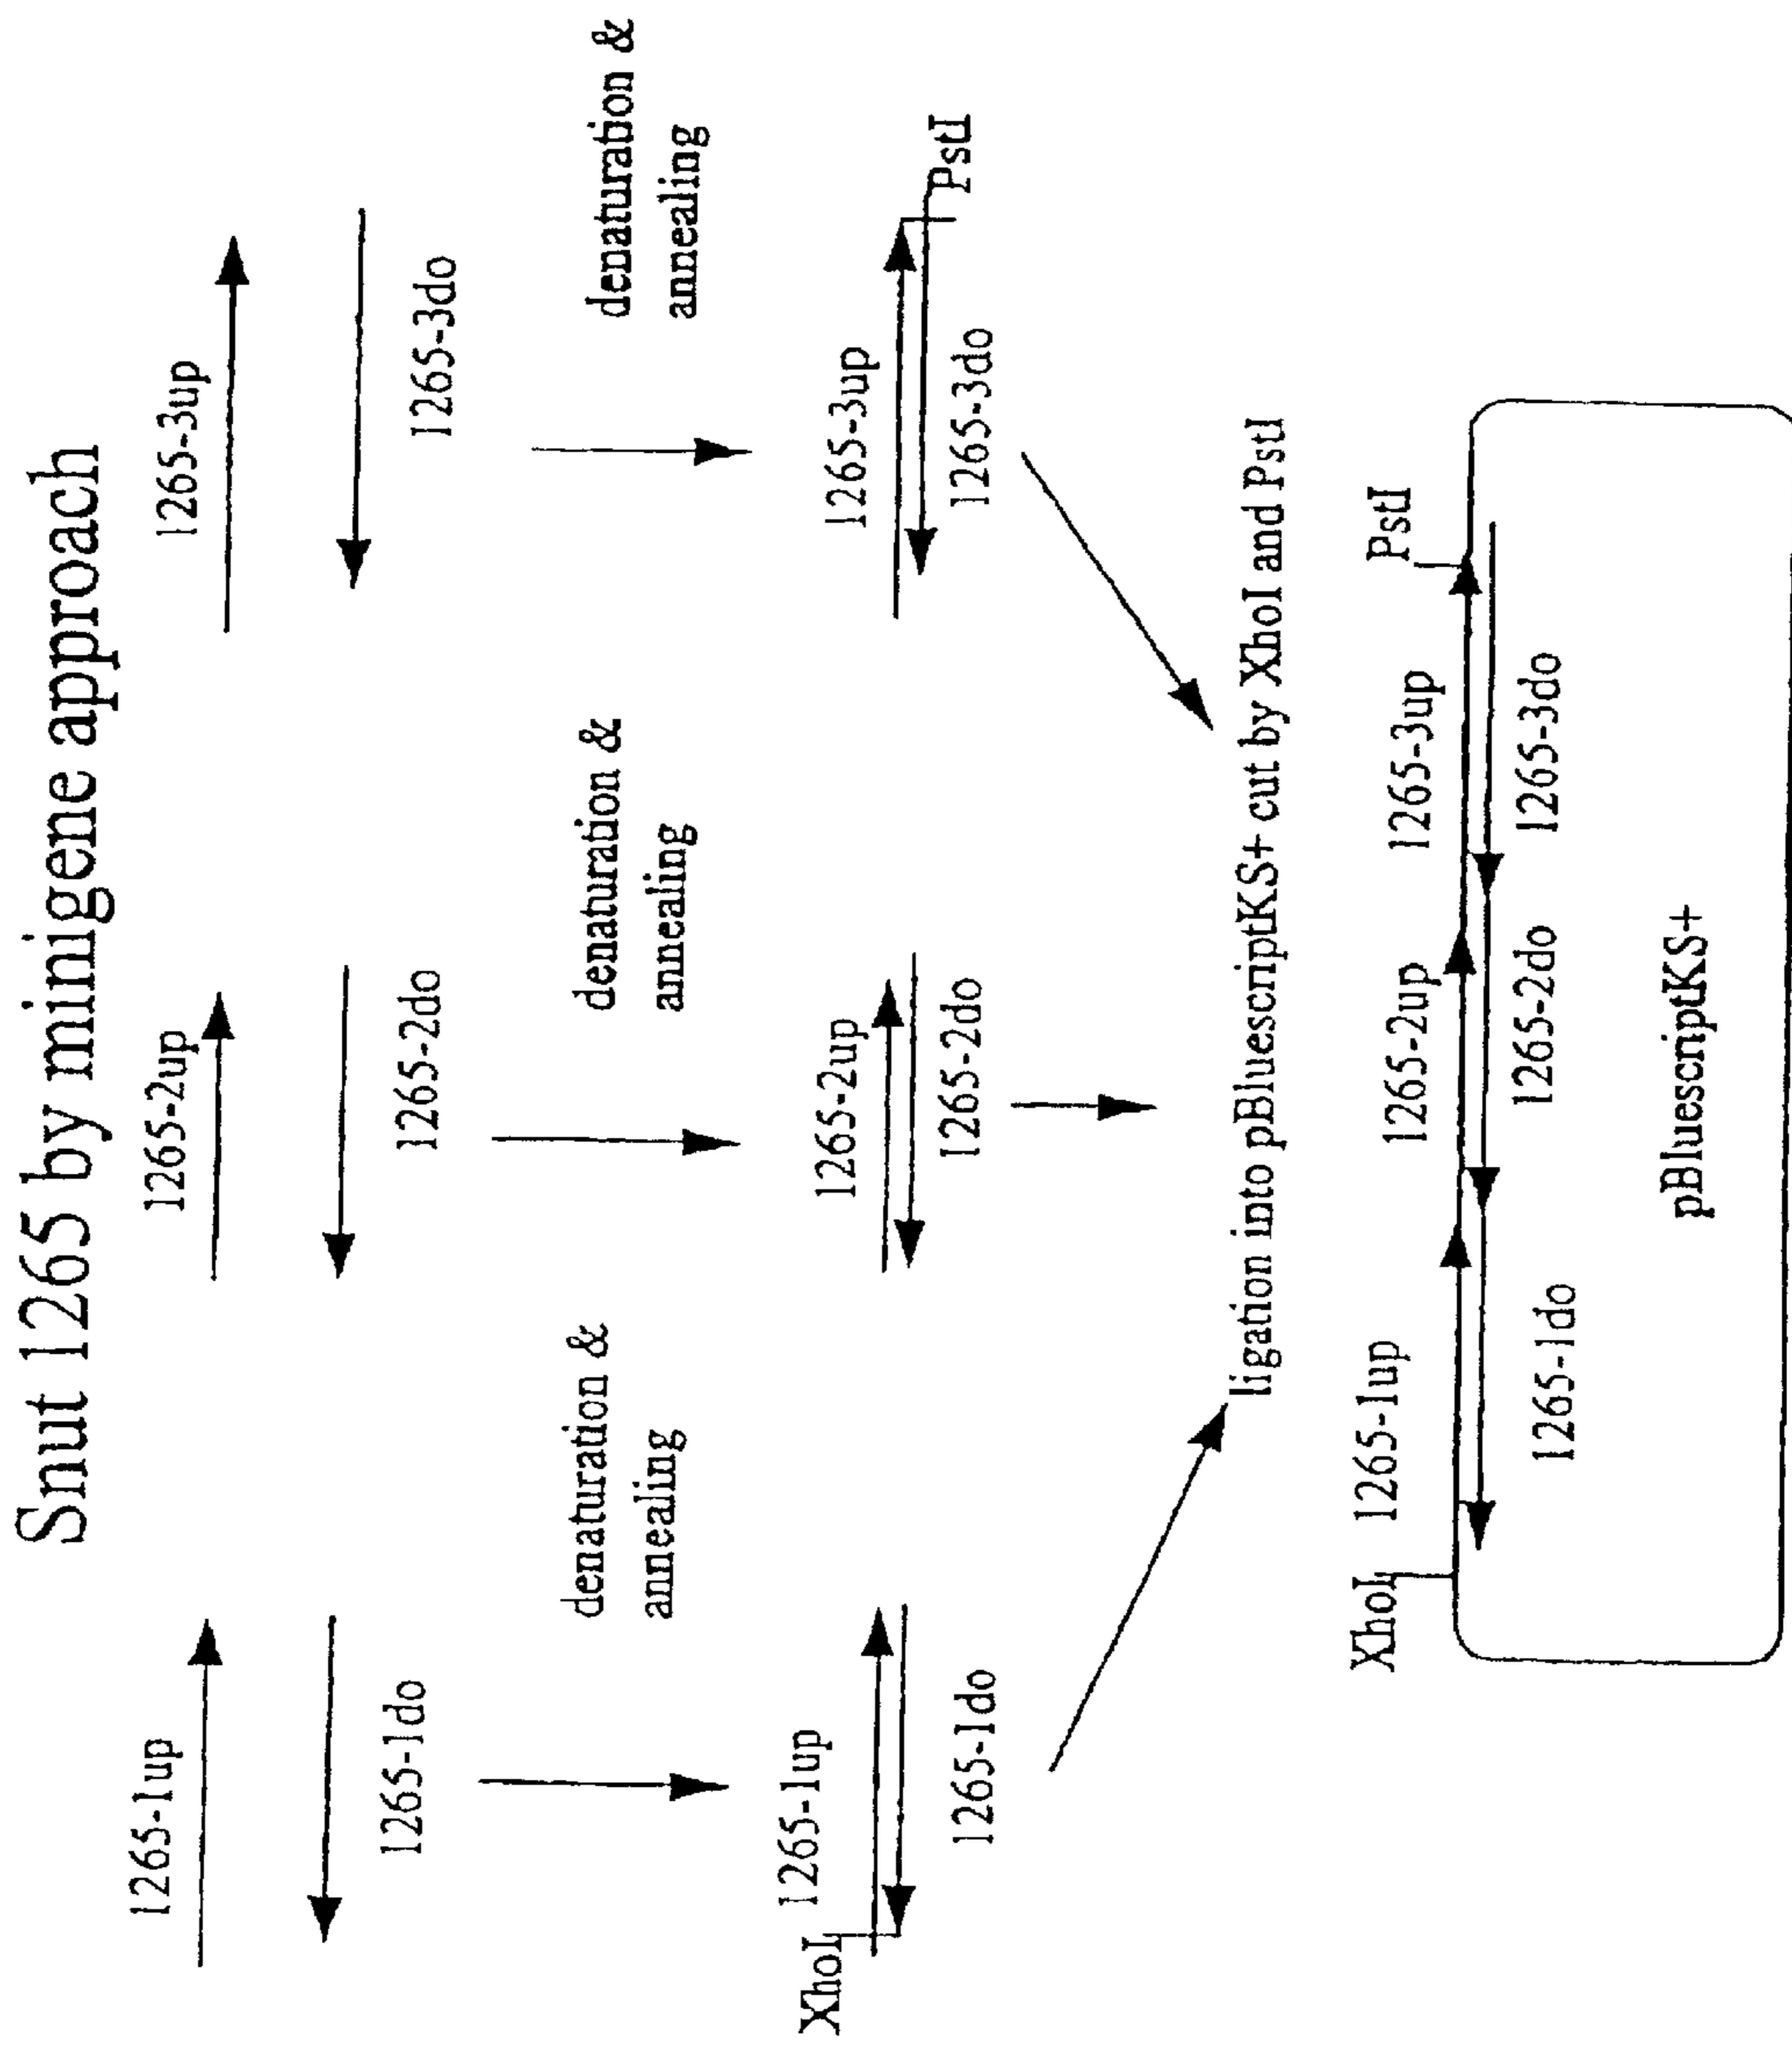 Snut 1265 by minigene approach
1265-1up
1265-2up
1265-3up
1265-1do
1265-2do
1265-3do
denaturation &
annealing
denaturation &
annealing
denaturation &
annealing
XhoI
1265-1up
1265-2up
1265-3up
PstI
1265-1do
1265-2do
1265-3do
ligation into pBluescriptKS+ cut by XhoI and PstI
XhoI
1265-1up
1265-2up
1265-3up
PstI
1265-1do
1265-2do
1265-3do
pBluescriptKS+